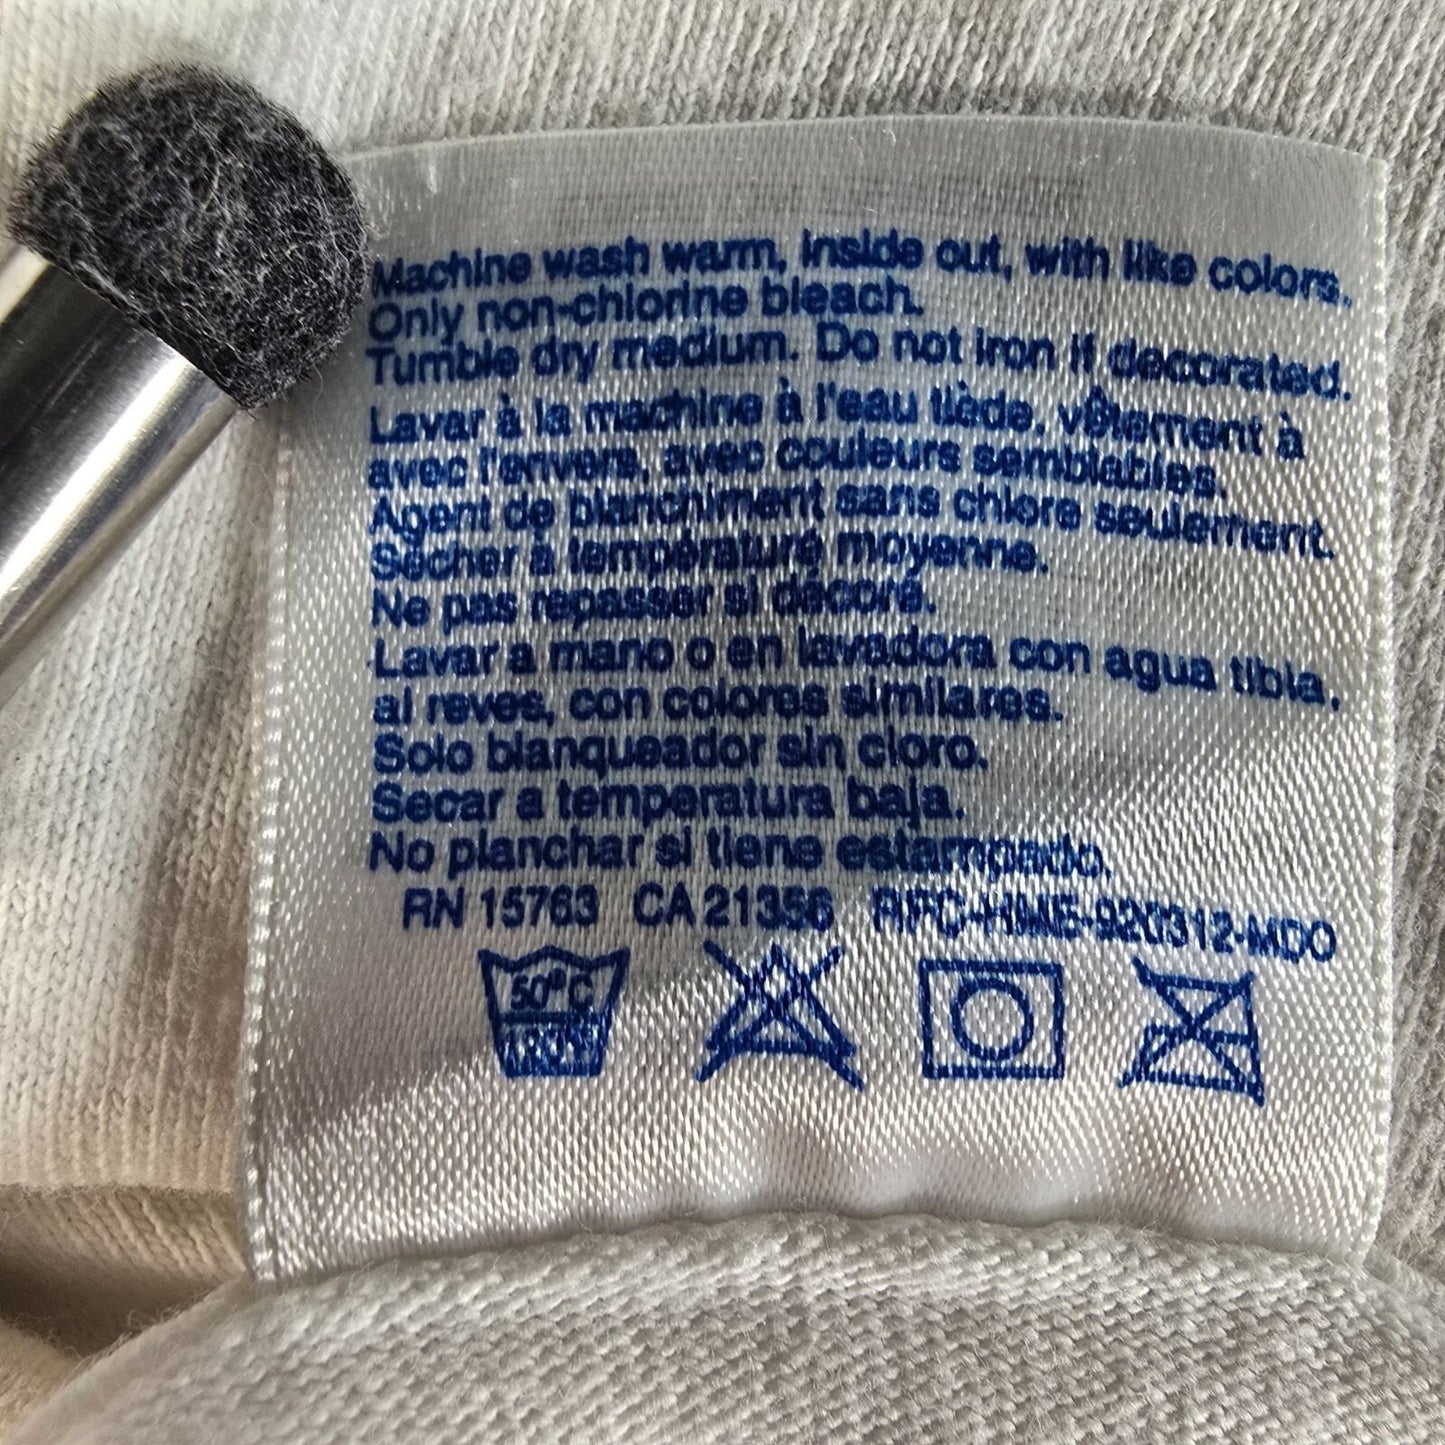 Machine wash warm, inside out, with like colors.
Only non-chlorine bleach.
Tumble dry medium. Do not iron if decorated.
Lavar à la machine à l'eau tiède, vêtement à
avec l'envers, avec couleurs semblables.
Agent de blanchiment sans chlore seulement.
Sécher à température moyenne.
Ne pas repasser si décoré.
Lavar a mano o en lavadora con agua tibia,
al reves, con colores similares.
Solo blanqueador sin cloro.
Secar a temperatura baja.
No planchar si tiene estampado.
RN 15763 CA 21356 RFC-HME-920312-MD0
50°C